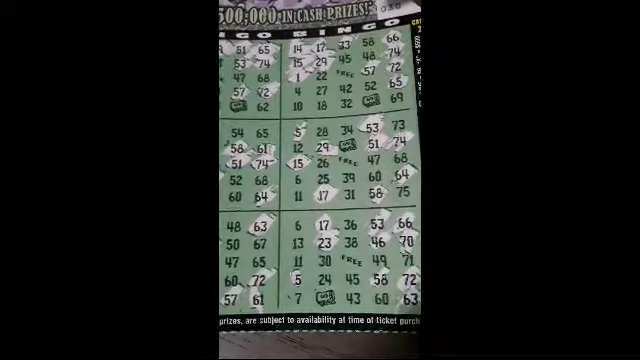 500,000 IN CASH PRIZES!
1030
G O B I N G O
51 65 14 17 33 58 66
53 74 15 29 45 48 74
47 68 1 22 FREE 57 72
57 72 4 27 42 52 65
62 10 18 32 69
54 65 5 28 34 53 73
58 61 12 29 51 74
51 74 15 26 FREE 47 68
52 68 6 25 39 60 64
60 64 11 17 31 58 75
48 63 6 17 36 53 66
50 67 13 23 38 46 70
47 65 11 30 FREE 49 71
60 72 5 24 45 58 72
57 61 7 43 60 63
prizes, are subject to availability at time of ticket purch